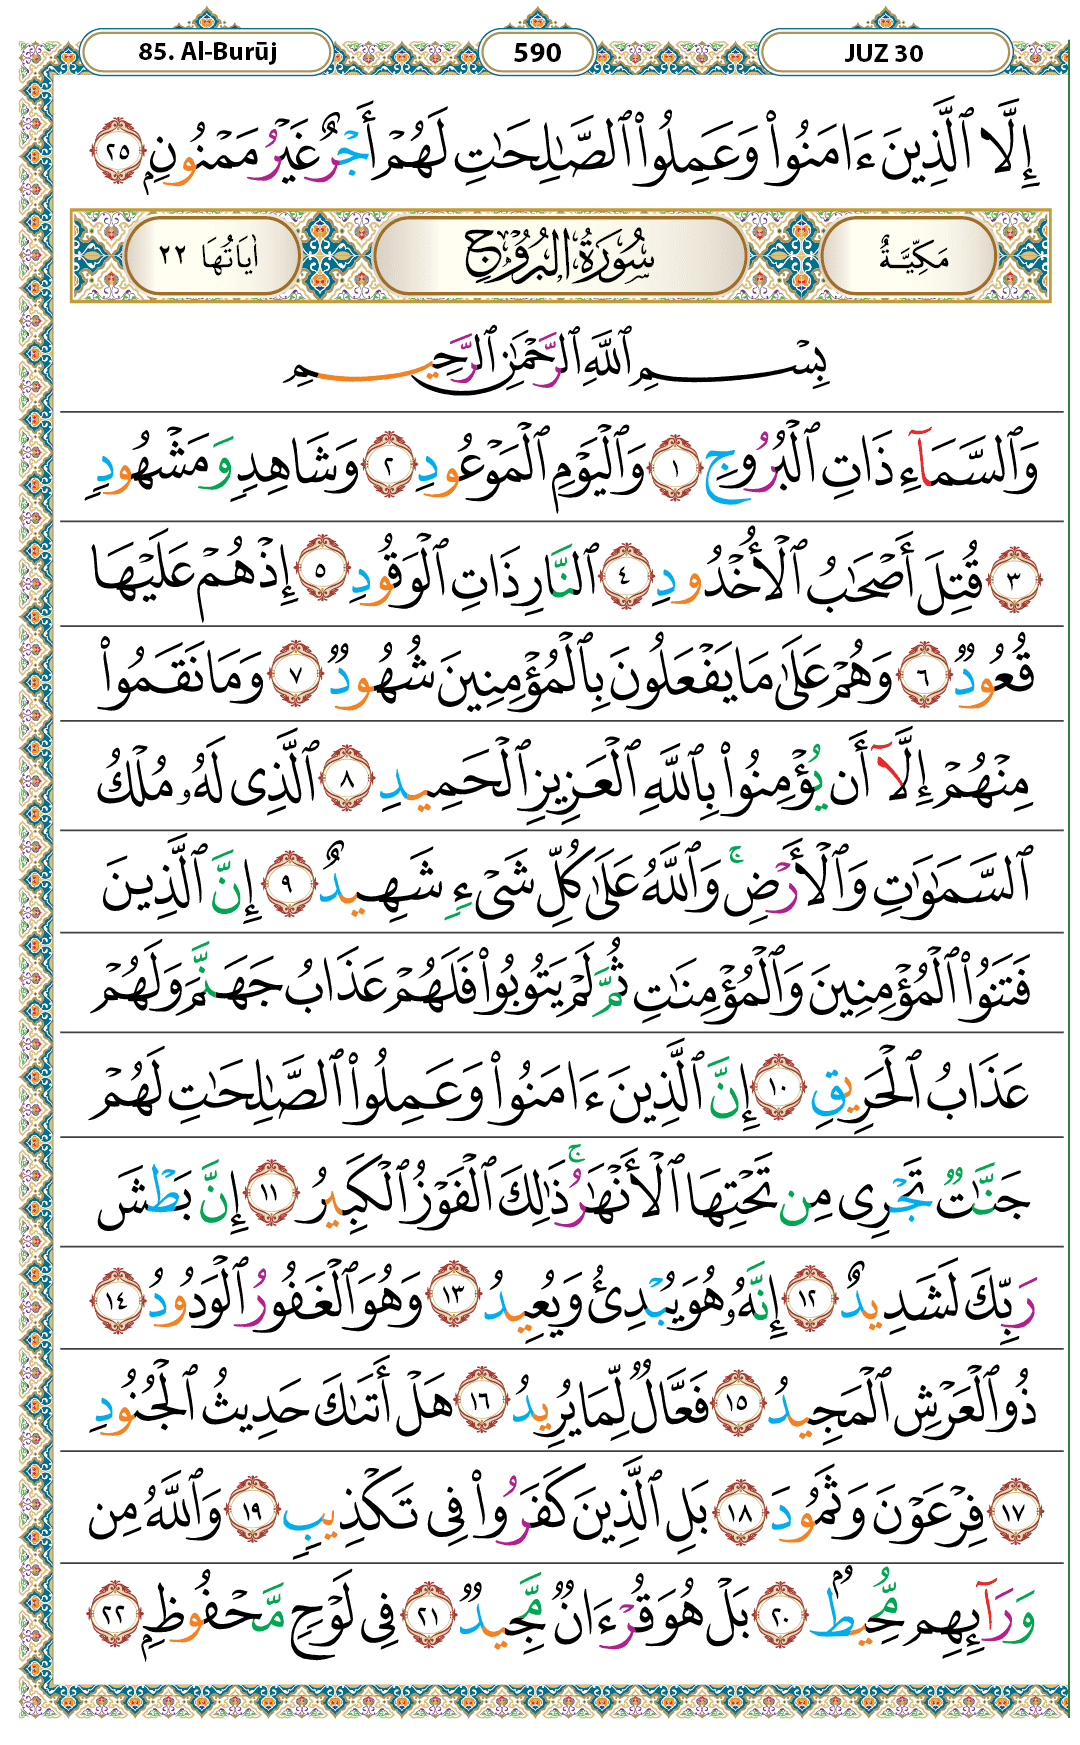 85. Al-Burūj 590 JUZ 30
إِلَّا ٱلَّذِينَ ءَامَنُوا۟ وَعَمِلُوا۟ ٱلصَّـٰلِحَـٰتِ لَهُمْ أَجْرٌ غَيْرُ مَمْنُونٍۭ ٢٥
مَكِّيَّةٌ سُورَةُ الْبُرُوجِ اٰيَاتُهَا ٢٢
بِسْمِ ٱللَّهِ ٱلرَّحْمَـٰنِ ٱلرَّحِيمِ
وَٱلسَّمَآءِ ذَاتِ ٱلْبُرُوجِ ١ وَٱلْيَوْمِ ٱلْمَوْعُودِ ٢ وَشَاهِدٍ وَمَشْهُودٍ
٣ قُتِلَ أَصْحَـٰبُ ٱلْأُخْدُودِ ٤ ٱلنَّارِ ذَاتِ ٱلْوَقُودِ ٥ إِذْ هُمْ عَلَيْهَا
قُعُودٌ ٦ وَهُمْ عَلَىٰ مَا يَفْعَلُونَ بِٱلْمُؤْمِنِينَ شُهُودٌ ٧ وَمَا نَقَمُوا۟
مِنْهُمْ إِلَّآ أَن يُؤْمِنُوا۟ بِٱللَّهِ ٱلْعَزِيزِ ٱلْحَمِيدِ ٨ ٱلَّذِى لَهُۥ مُلْكُ
ٱلسَّمَـٰوَٰتِ وَٱلْأَرْضِ ۚ وَٱللَّهُ عَلَىٰ كُلِّ شَىْءٍ شَهِيدٌ ٩ إِنَّ ٱلَّذِينَ
فَتَنُوا۟ ٱلْمُؤْمِنِينَ وَٱلْمُؤْمِنَـٰتِ ثُمَّ لَمْ يَتُوبُوا۟ فَلَهُمْ عَذَابُ جَهَنَّمَ وَلَهُمْ
عَذَابُ ٱلْحَرِيقِ ١٠ إِنَّ ٱلَّذِينَ ءَامَنُوا۟ وَعَمِلُوا۟ ٱلصَّـٰلِحَـٰتِ لَهُمْ
جَنَّـٰتٌ تَجْرِى مِن تَحْتِهَا ٱلْأَنْهَـٰرُ ۚ ذَٰلِكَ ٱلْفَوْزُ ٱلْكَبِيرُ ١١ إِنَّ بَطْشَ
رَبِّكَ لَشَدِيدٌ ١٢ إِنَّهُۥ هُوَ يُبْدِئُ وَيُعِيدُ ١٣ وَهُوَ ٱلْغَفُورُ ٱلْوَدُودُ ١٤
ذُو ٱلْعَرْشِ ٱلْمَجِيدُ ١٥ فَعَّالٌ لِّمَا يُرِيدُ ١٦ هَلْ أَتَىٰكَ حَدِيثُ ٱلْجُنُودِ
١٧ فِرْعَوْنَ وَثَمُودَ ١٨ بَلِ ٱلَّذِينَ كَفَرُوا۟ فِى تَكْذِيبٍ ١٩ وَٱللَّهُ مِن
وَرَآئِهِم مُّحِيطٌۢ ٢٠ بَلْ هُوَ قُرْءَانٌ مَّجِيدٌ ٢١ فِى لَوْحٍ مَّحْفُوظٍۭ ٢٢